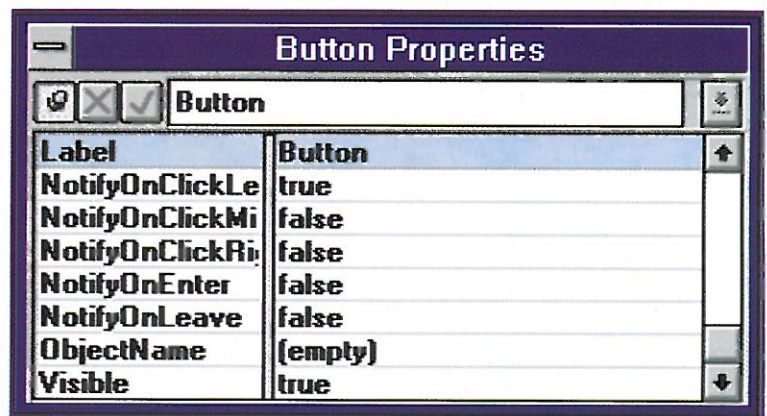 Button Properties
Button
Label Button
NotifyOnClickLe true
NotifyOnClickMi false
NotifyOnClickRi false
NotifyOnEnter false
NotifyOnLeave false
ObjectName (empty)
Visible true